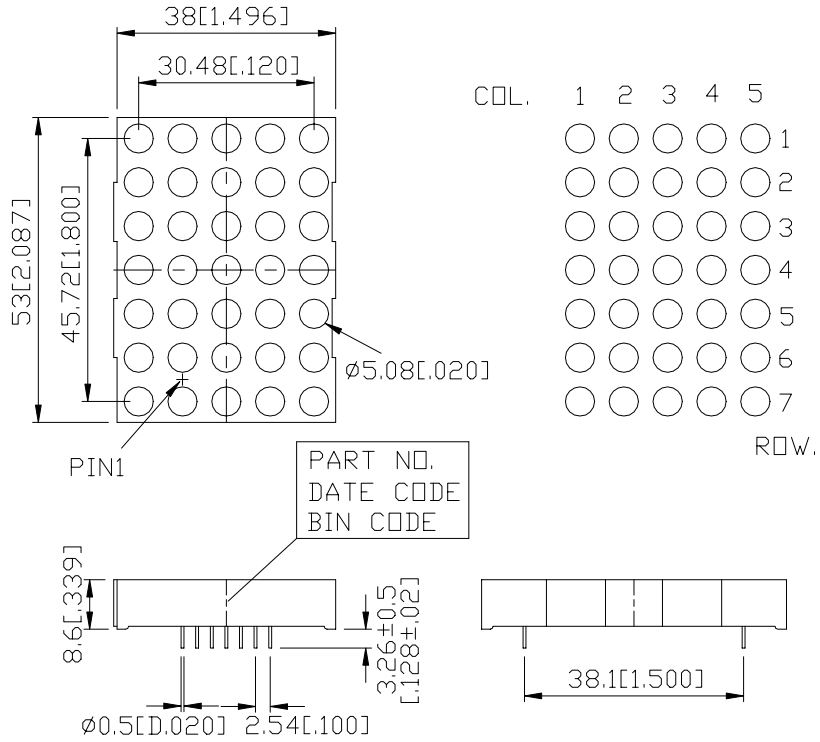 38[1.496]
30.48[.120]
COL. 1 2 3 4 5
1
2
3
4
5
6
7
ROW.
53[2.087]
45.72[1.800]
ø5.08[.020]
PIN1
PART NO.
DATE CODE
BIN CODE
8.6[.339]
3.26±0.5
[.128±.02]
38.1[1.500]
ø0.5[D.020]
2.54[.100]